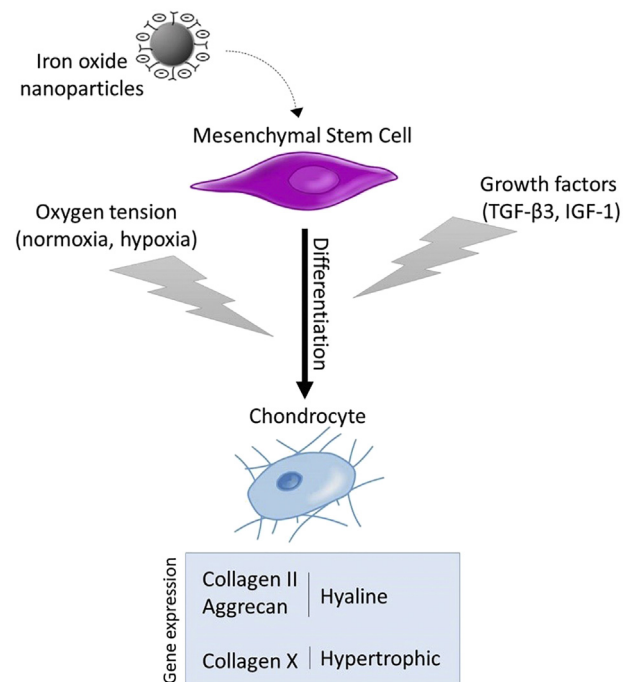 Iron oxide
nanoparticles
Mesenchymal Stem Cell
Growth factors
(TGF-β3, IGF-1)
Oxygen tension
(normoxia, hypoxia)
Differentiation
Chondrocyte
Gene expression
Collagen II
Aggrecan
Hyaline
Collagen X
Hypertrophic